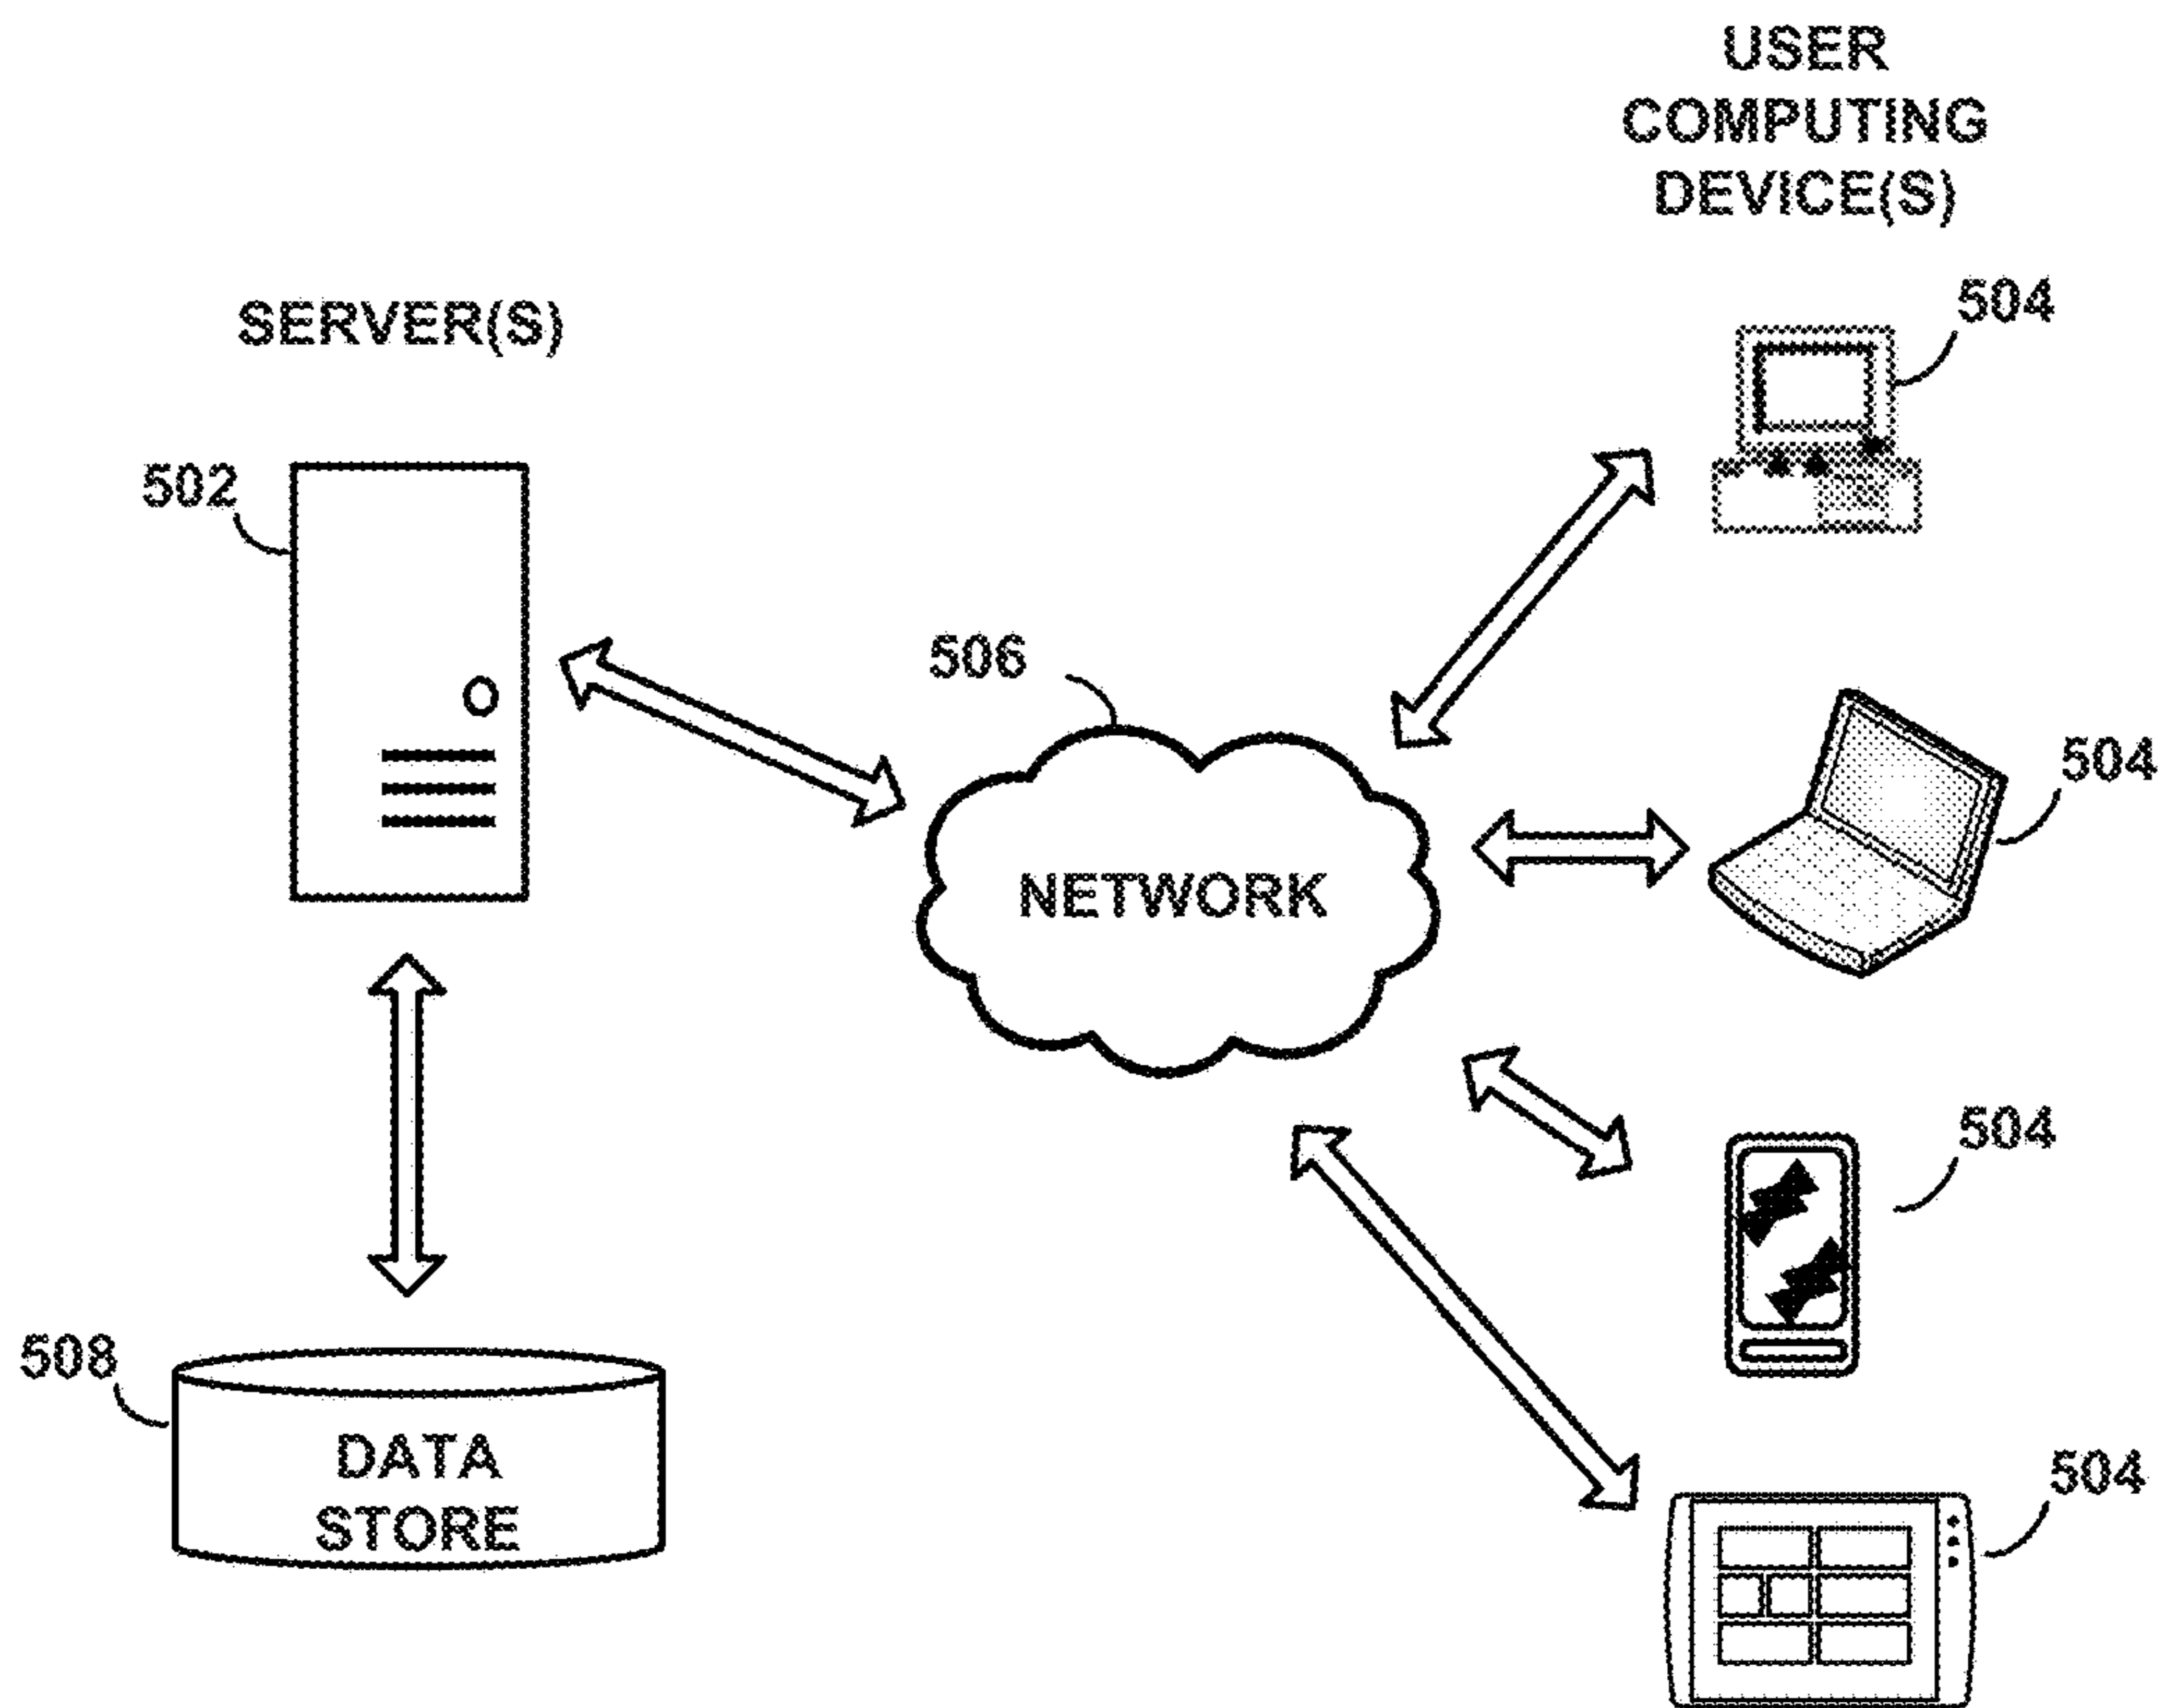 USER
COMPUTING
DEVICE(S)
504
SERVER(S)
502
506
504
NETWORK
504
508
DATA
STORE
504